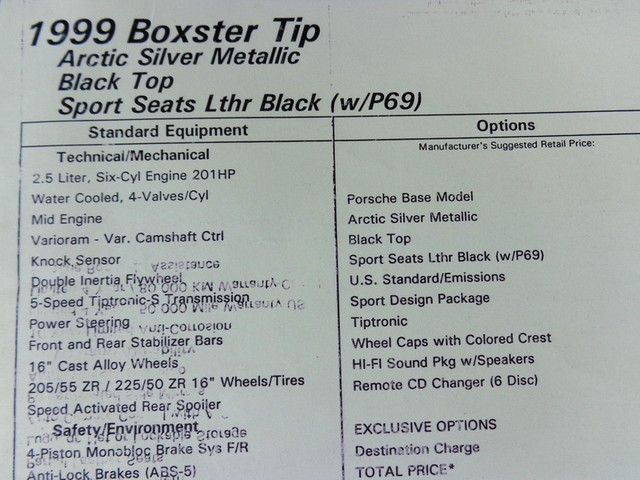 1999 Boxster Tip
Arctic Silver Metallic
Black Top
Sport Seats Lthr Black (w/P69)
Standard Equipment
Technical/Mechanical
2.5 Liter, Six-Cyl Engine 201HP
Water Cooled, 4-Valves/Cyl
Mid Engine
Varioram - Var. Camshaft Ctrl
Knock Sensor
Double Inertia Flywheel
5-Speed Tiptronic-S Transmission
Power Steering
Front and Rear Stabilizer Bars
16" Cast Alloy Wheels
205/55 ZR / 225/50 ZR 16" Wheels/Tires
Speed Activated Rear Spoiler
Safety/Environment
4-Piston Monobloc Brake Sys F/R
Anti-Lock Brakes (ABS-5)
Options
Manufacturer's Suggested Retail Price:
Porsche Base Model
Arctic Silver Metallic
Black Top
Sport Seats Lthr Black (w/P69)
U.S. Standard/Emissions
Sport Design Package
Tiptronic
Wheel Caps with Colored Crest
HI-FI Sound Pkg w/Speakers
Remote CD Changer (6 Disc)
EXCLUSIVE OPTIONS
Destination Charge
TOTAL PRICE*